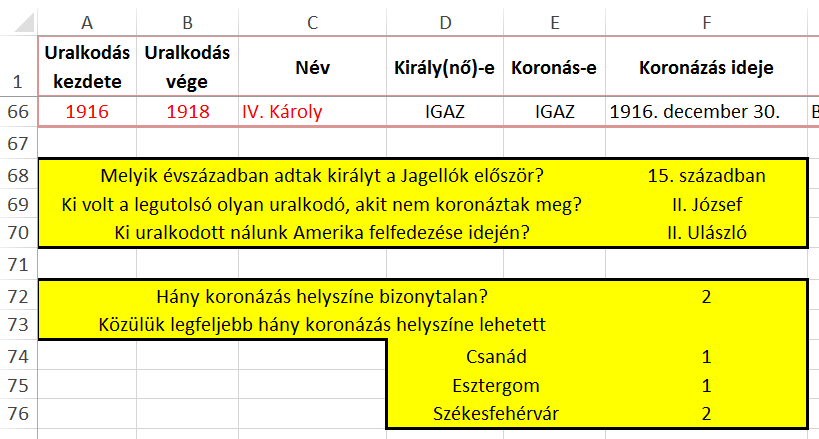 A B C D E F
1 Uralkodás kezdete Uralkodás vége Név Király(nő)-e Koronás-e Koronázás ideje
66 1916 1918 IV. Károly IGAZ IGAZ 1916. december 30. B
67
68 Melyik évszázadban adtak királyt a Jagellók először? 15. században
69 Ki volt a legutolsó olyan uralkodó, akit nem koronáztak meg? II. József
70 Ki uralkodott nálunk Amerika felfedezése idején? II. Ulászló
71
72 Hány koronázás helyszíne bizonytalan? 2
73 Közülük legfeljebb hány koronázás helyszíne lehetett
74 Csanád 1
75 Esztergom 1
76 Székesfehérvár 2